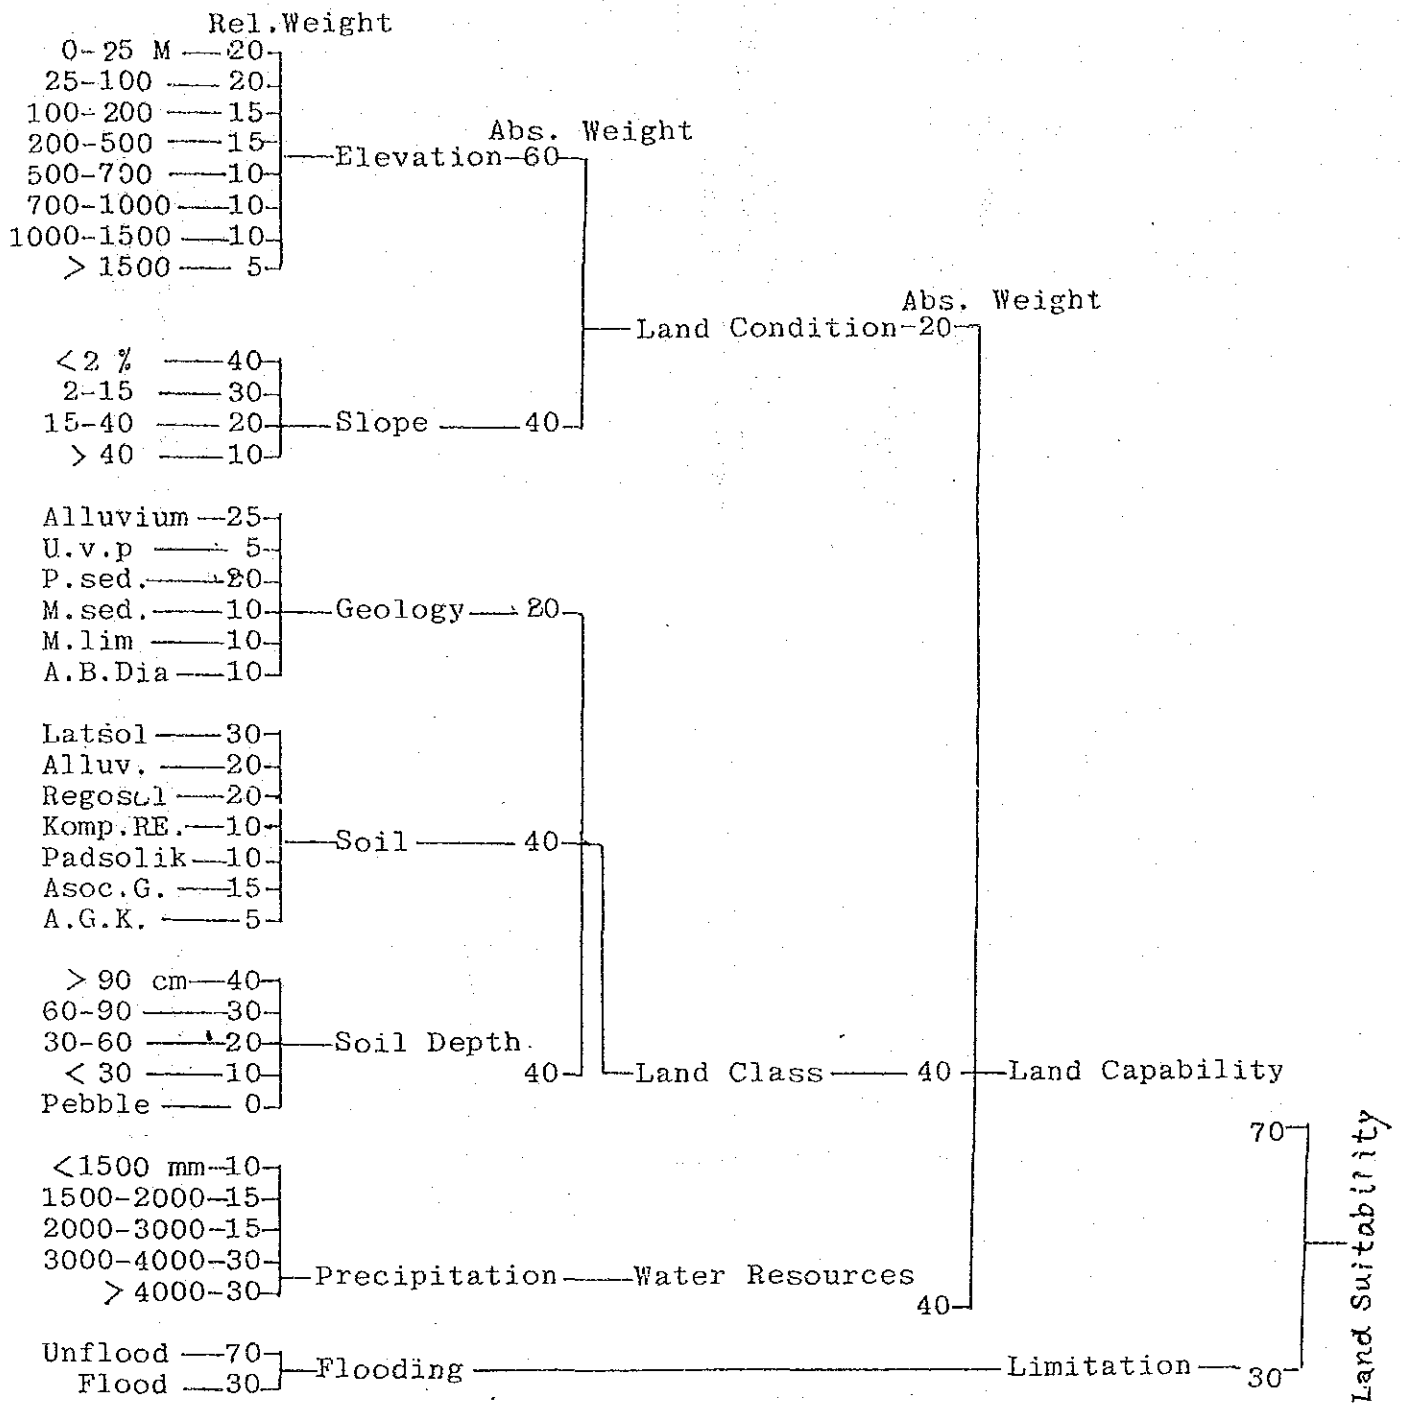 Rel.Weight
0-25 M 20
25-100 20
100-200 15
200-500 15
Abs. Weight
Elevation 60
500-700 10
700-1000 10
1000-1500 10
> 1500 5
Abs. Weight
Land Condition 20
<2 % 40
2-15 30
15-40 20 Slope 40
> 40 10
Alluvium 25
U.v.p 5
P.sed. 20
M.sed. 10 Geology 20
M.lim 10
A.B.Dia 10
Latsol 30
Alluv. 20
Regosol 20
Komp.RE. 10
Soil 40
Padsolik 10
Asoc.G. 15
A.G.K. 5
> 90 cm 40
60-90 30
30-60 20 Soil Depth
< 30 10 40 Land Class 40 Land Capability
Pebble 0
70
<1500 mm 10
1500-2000 15
2000-3000 15
3000-4000 30
Precipitation Water Resources
> 4000 30
40
Land Suitability
Unflood 70
Flooding Limitation 30
Flood 30